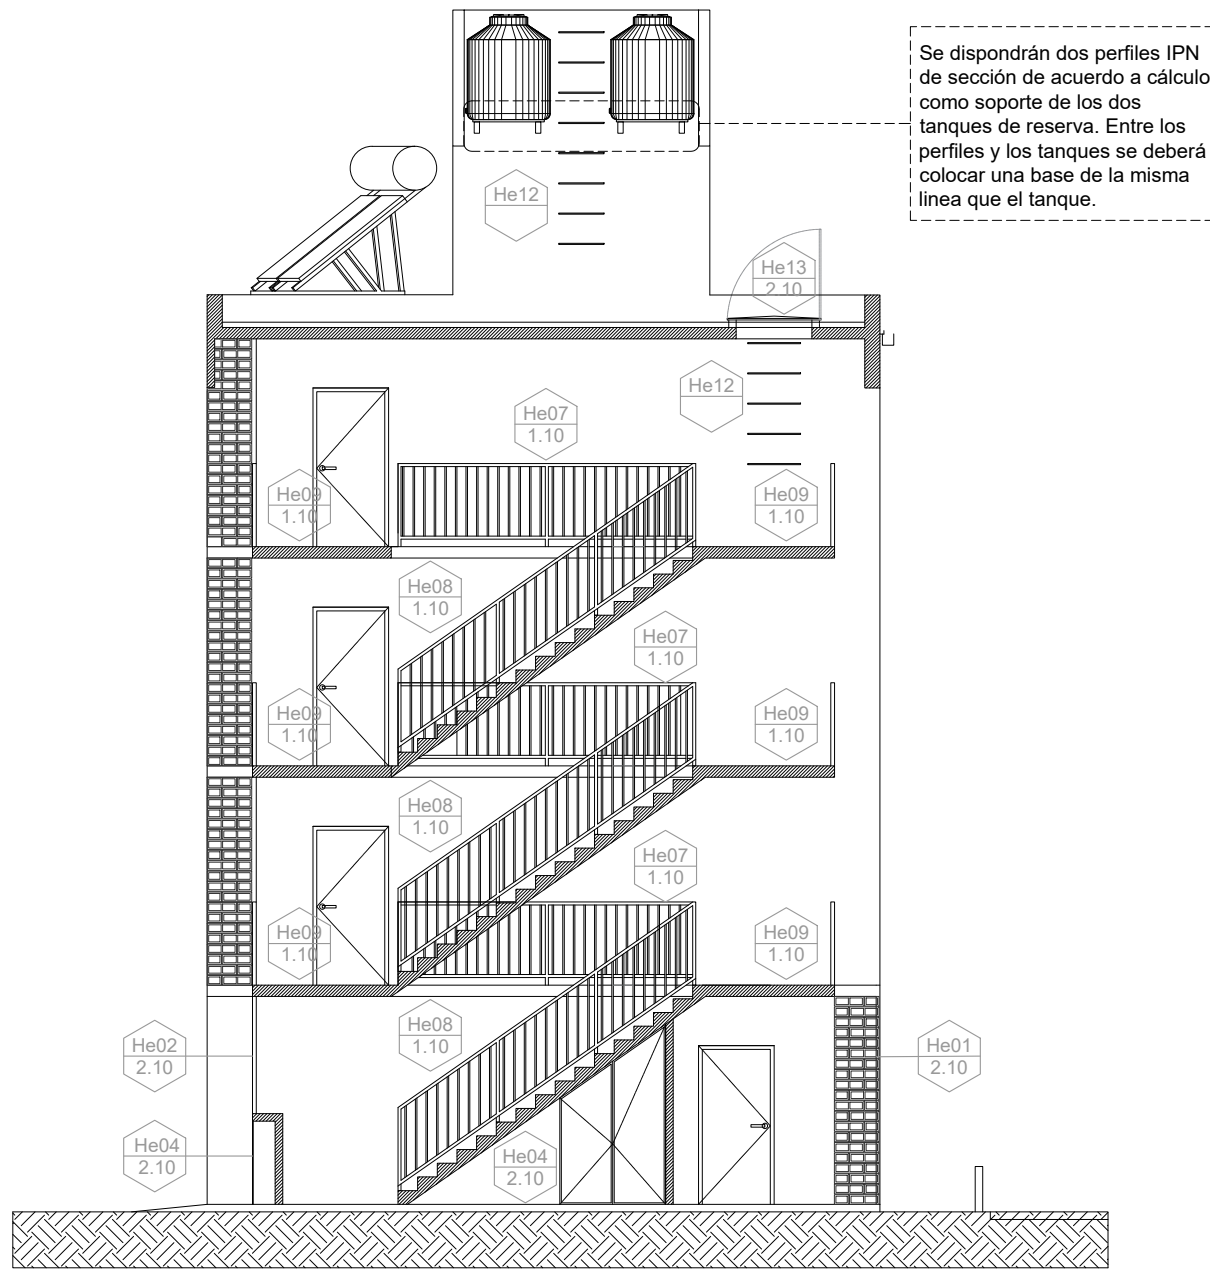 Se dispondrán dos perfiles IPN
de sección de acuerdo a cálculo
como soporte de los dos
tanques de reserva. Entre los
perfiles y los tanques se deberá
colocar una base de la misma
linea que el tanque.
He12
He13
2.10
He12
He07
1.10
He09
1.10
He09
1.10
He08
1.10
He07
1.10
He09
1.10
He09
1.10
He08
1.10
He07
1.10
He09
1.10
He09
1.10
He08
1.10
He02
2.10
He01
2.10
He04
2.10
He04
2.10